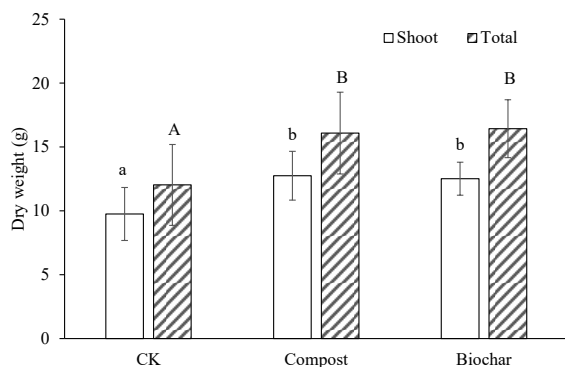 25
Shoot Total
20
B B
A b b
15
a
10
5
0
Dry weight (g)
CK Compost Biochar